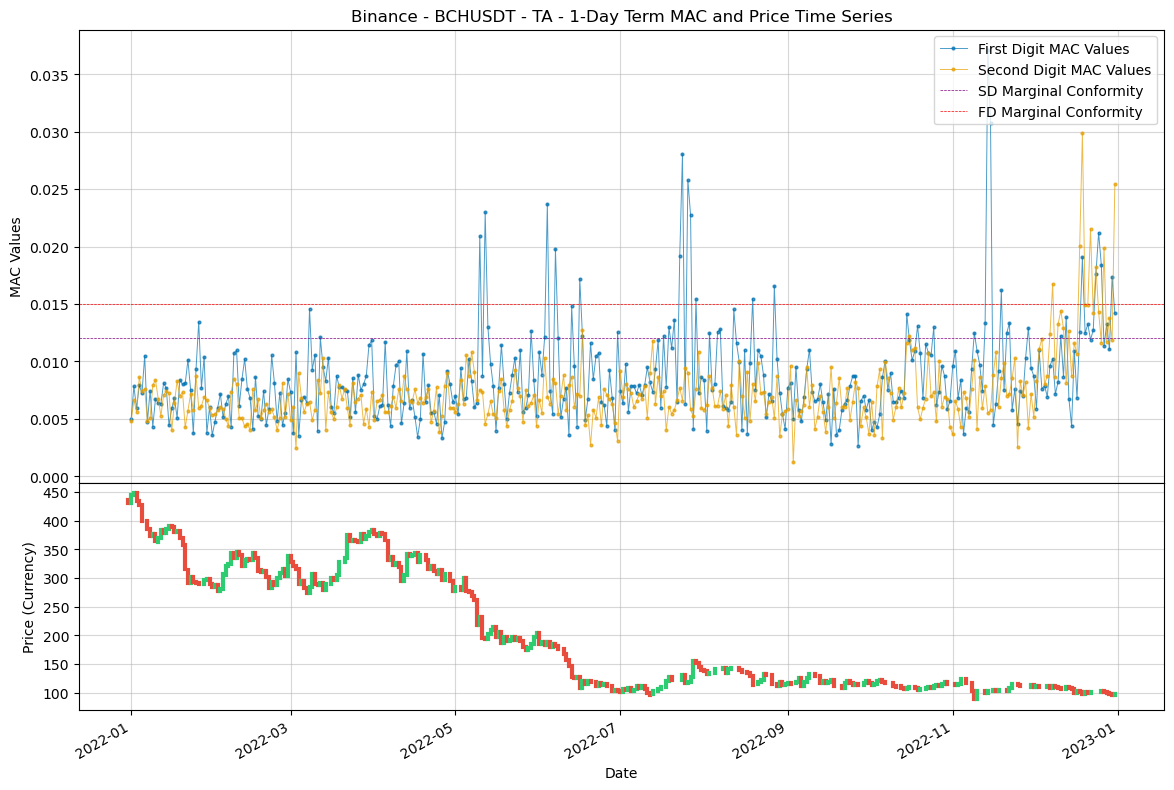 Binance - BCHUSDT - TA - 1-Day Term MAC and Price Time Series
First Digit MAC Values
Second Digit MAC Values
SD Marginal Conformity
FD Marginal Conformity
MAC Values
0.035
0.030
0.025
0.020
0.015
0.010
0.005
0.000
Price (Currency)
450
400
350
300
250
200
150
100
2022-01
2022-03
2022-05
2022-07
2022-09
2022-11
2023-01
Date